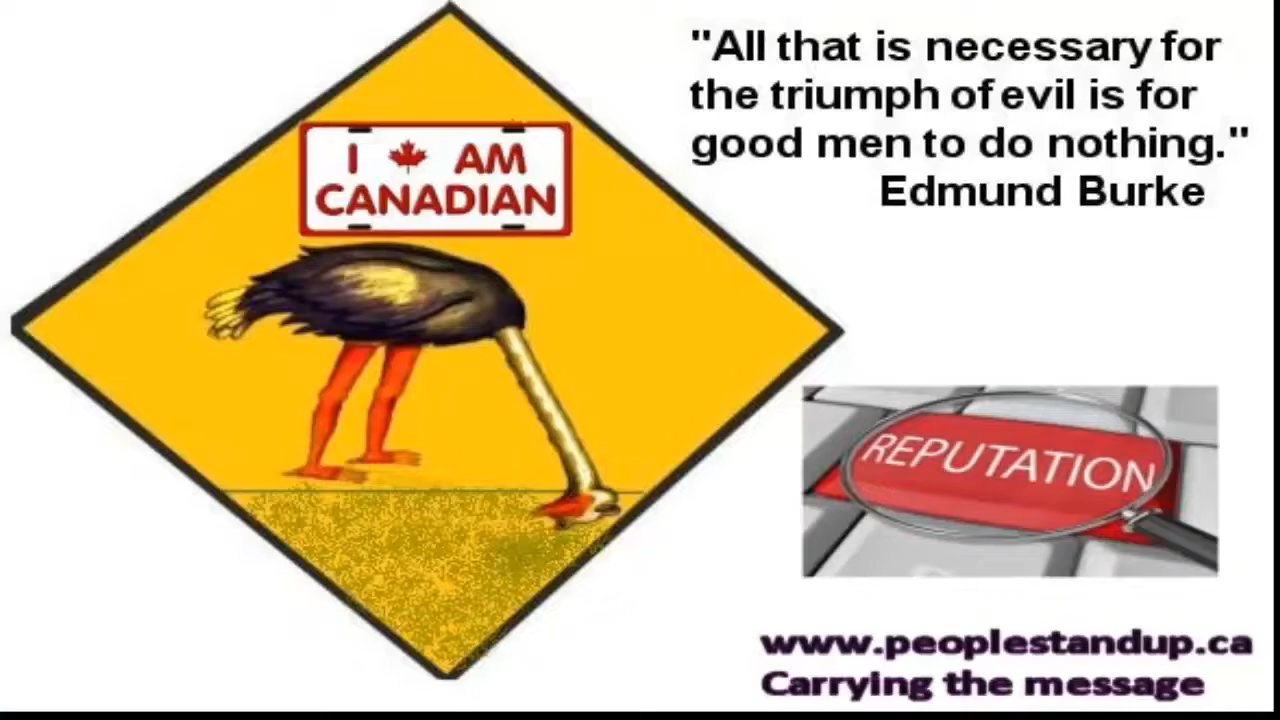 I AM
CANADIAN
"All that is necessary for
the triumph of evil is for
good men to do nothing."
Edmund Burke
REPUTATION
www.peoplestandup.ca
Carrying the message